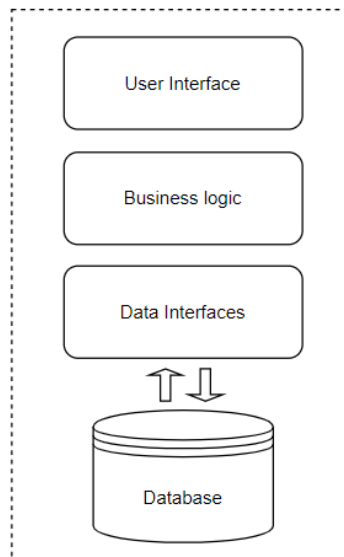 User Interface
Business logic
Data Interfaces
Database